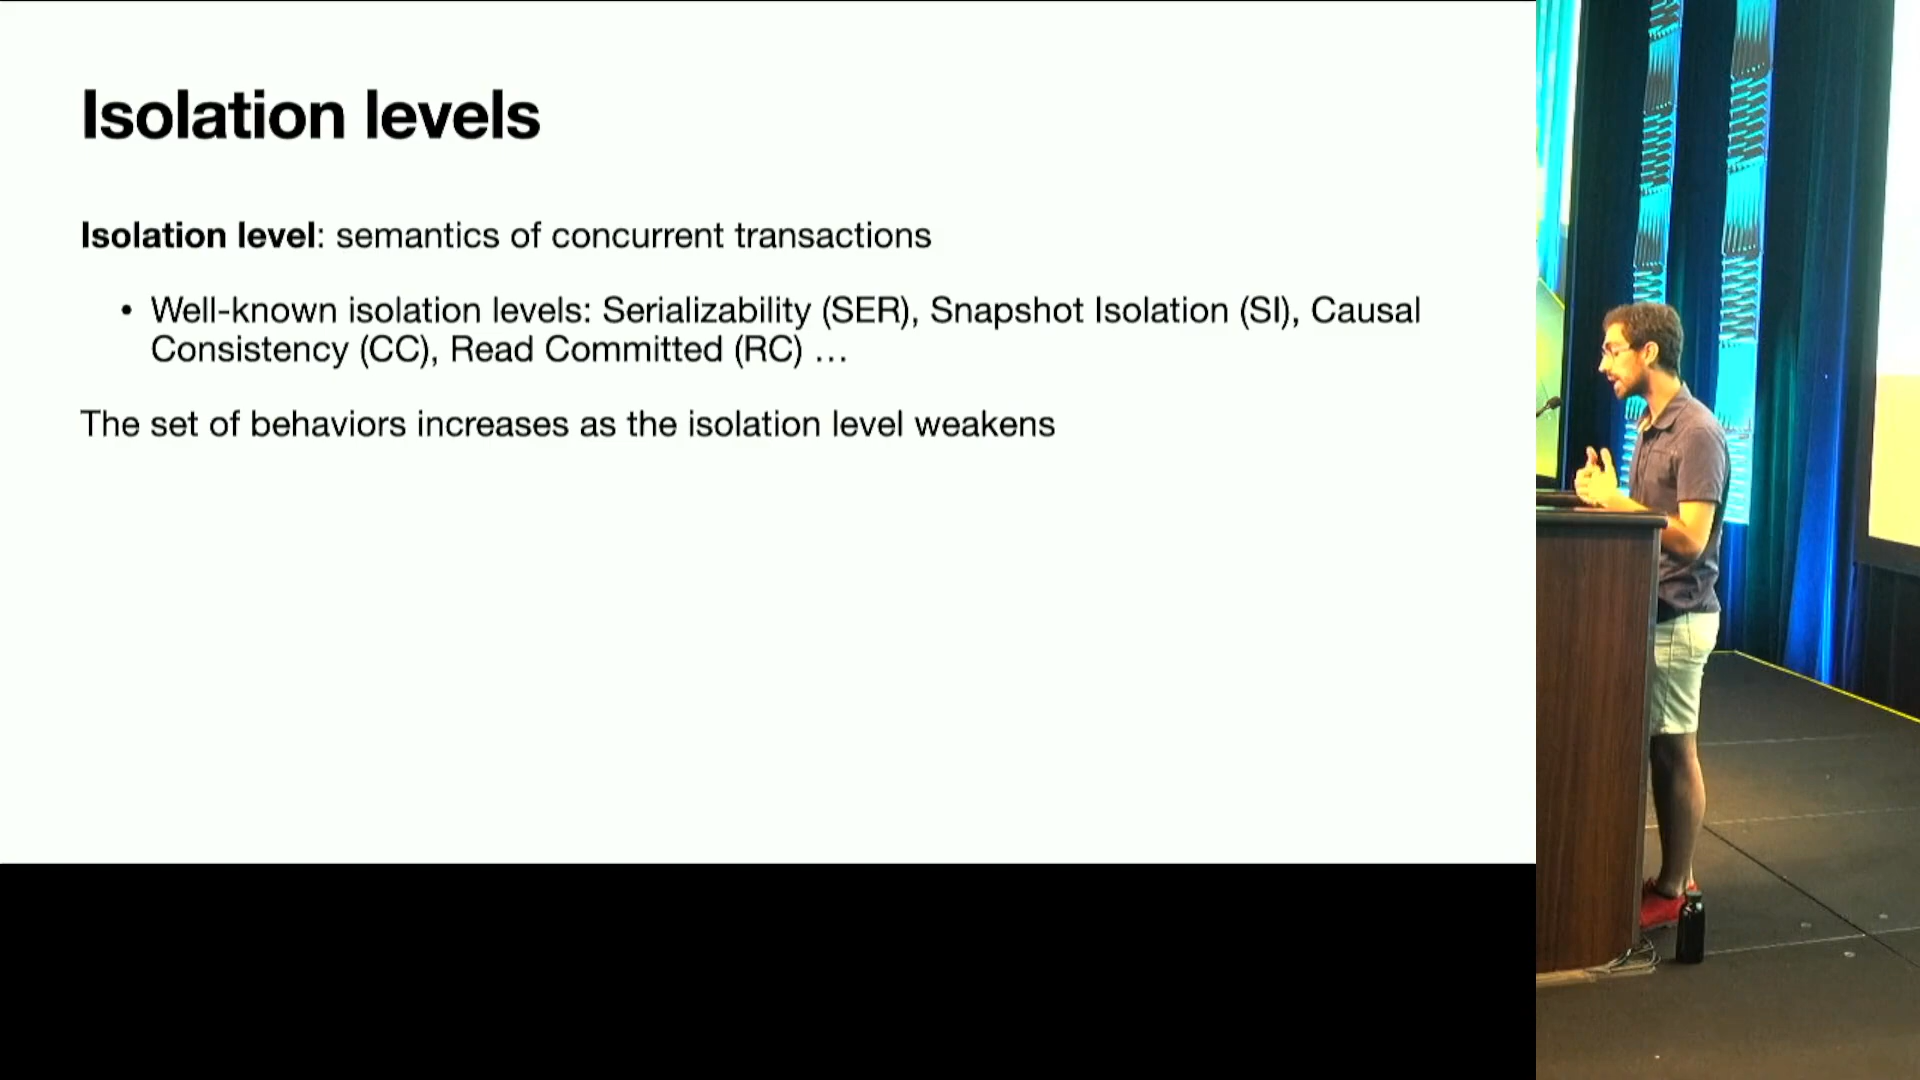 Isolation levels
Isolation level: semantics of concurrent transactions
• Well-known isolation levels: Serializability (SER), Snapshot Isolation (SI), Causal
Consistency (CC), Read Committed (RC) …
The set of behaviors increases as the isolation level weakens